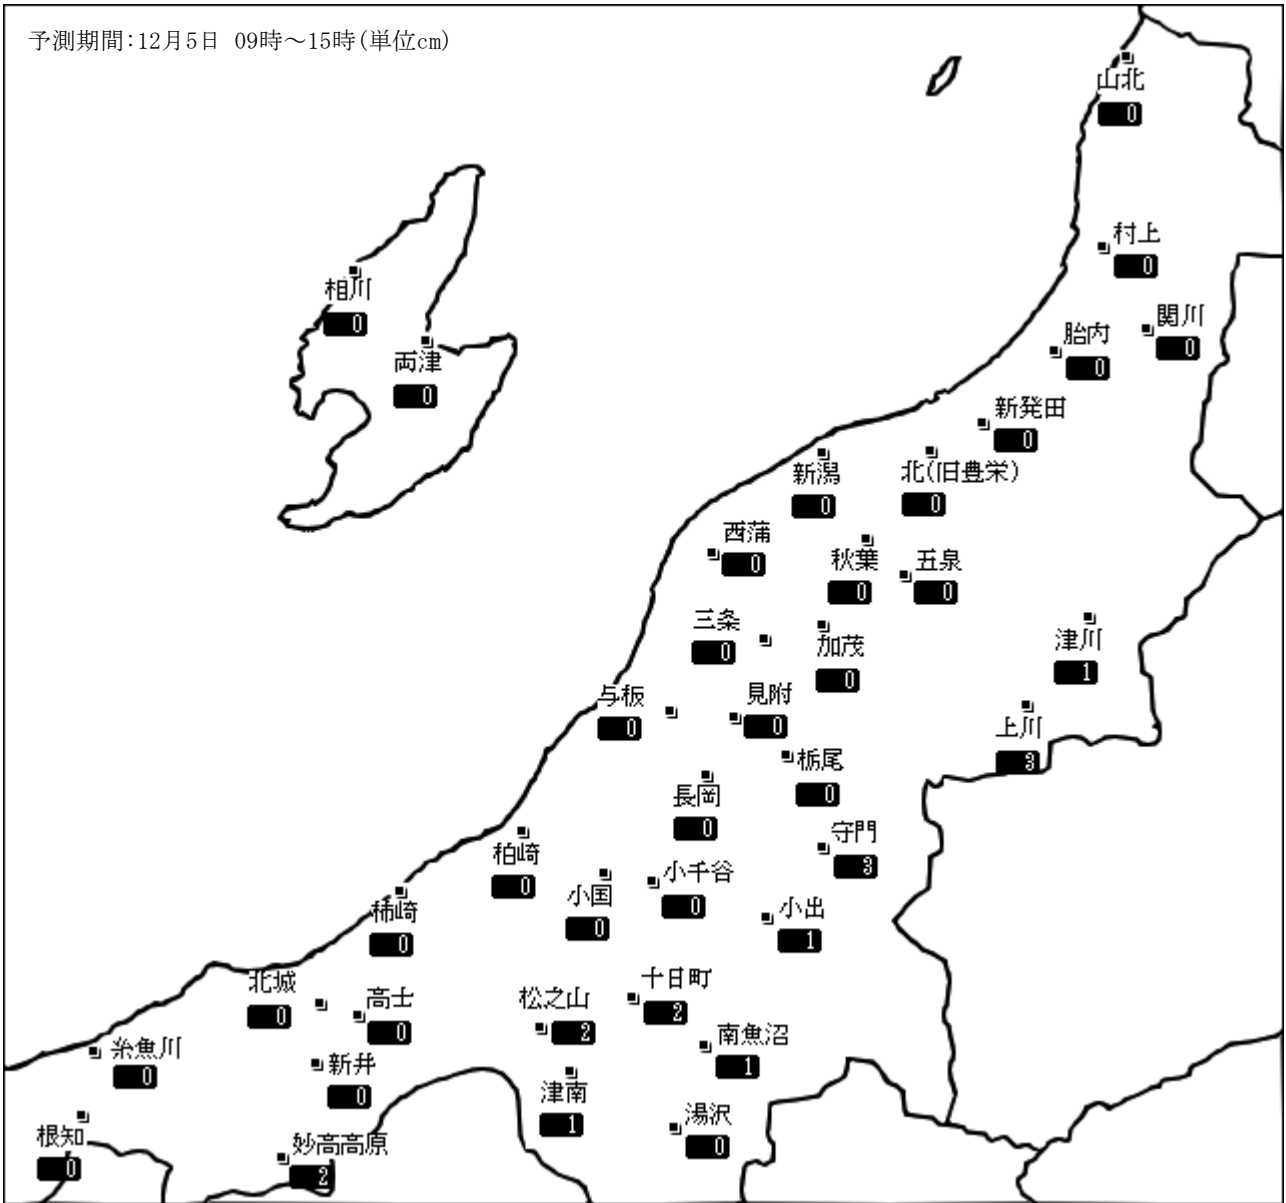 予測期間:12月5日 09時～15時(単位cm)
山北
0
村上
0
関川
0
胎内
0
相川
0
両津
0
新発田
0
新潟
0
北(旧豊栄)
0
西蒲
0
秋葉
0
五泉
0
三条
0
加茂
0
津川
1
与板
0
見附
0
上川
3
栃尾
0
長岡
0
守門
3
柏崎
0
小千谷
0
小国
0
柿崎
0
小出
1
北城
0
高士
0
松之山
2
十日町
2
南魚沼
1
糸魚川
0
新井
0
津南
1
湯沢
0
根知
0
妙高高原
2